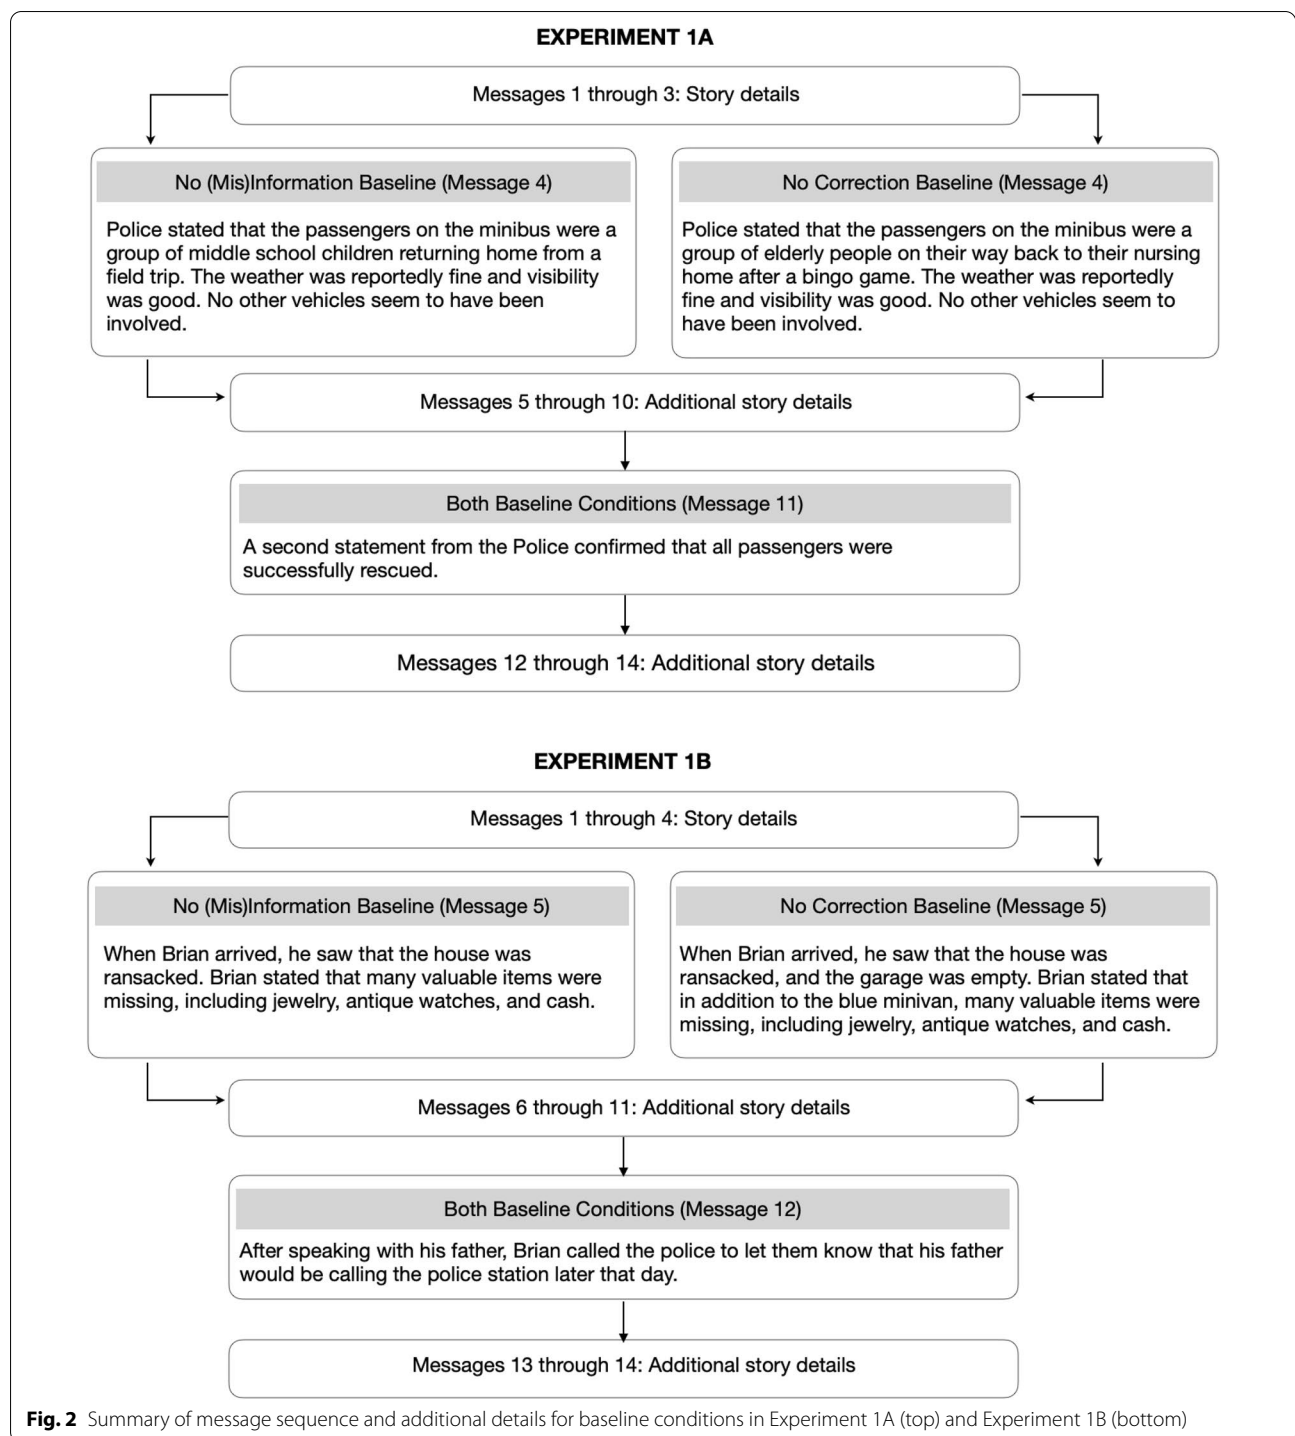 EXPERIMENT 1A
Messages 1 through 3: Story details
No (Mis)Information Baseline (Message 4)
Police stated that the passengers on the minibus were a
group of middle school children returning home from a
field trip. The weather was reportedly fine and visibility
was good. No other vehicles seem to have been
involved.
No Correction Baseline (Message 4)
Police stated that the passengers on the minibus were a
group of elderly people on their way back to their nursing
home after a bingo game. The weather was reportedly
fine and visibility was good. No other vehicles seem to
have been involved.
Messages 5 through 10: Additional story details
Both Baseline Conditions (Message 11)
A second statement from the Police confirmed that all passengers were
successfully rescued.
Messages 12 through 14: Additional story details
EXPERIMENT 1B
Messages 1 through 4: Story details
No (Mis)Information Baseline (Message 5)
When Brian arrived, he saw that the house was
ransacked. Brian stated that many valuable items were
missing, including jewelry, antique watches, and cash.
No Correction Baseline (Message 5)
When Brian arrived, he saw that the house was
ransacked, and the garage was empty. Brian stated that
in addition to the blue minivan, many valuable items were
missing, including jewelry, antique watches, and cash.
Messages 6 through 11: Additional story details
Both Baseline Conditions (Message 12)
After speaking with his father, Brian called the police to let them know that his father
would be calling the police station later that day.
Messages 13 through 14: Additional story details
Fig. 2 Summary of message sequence and additional details for baseline conditions in Experiment 1A (top) and Experiment 1B (bottom)